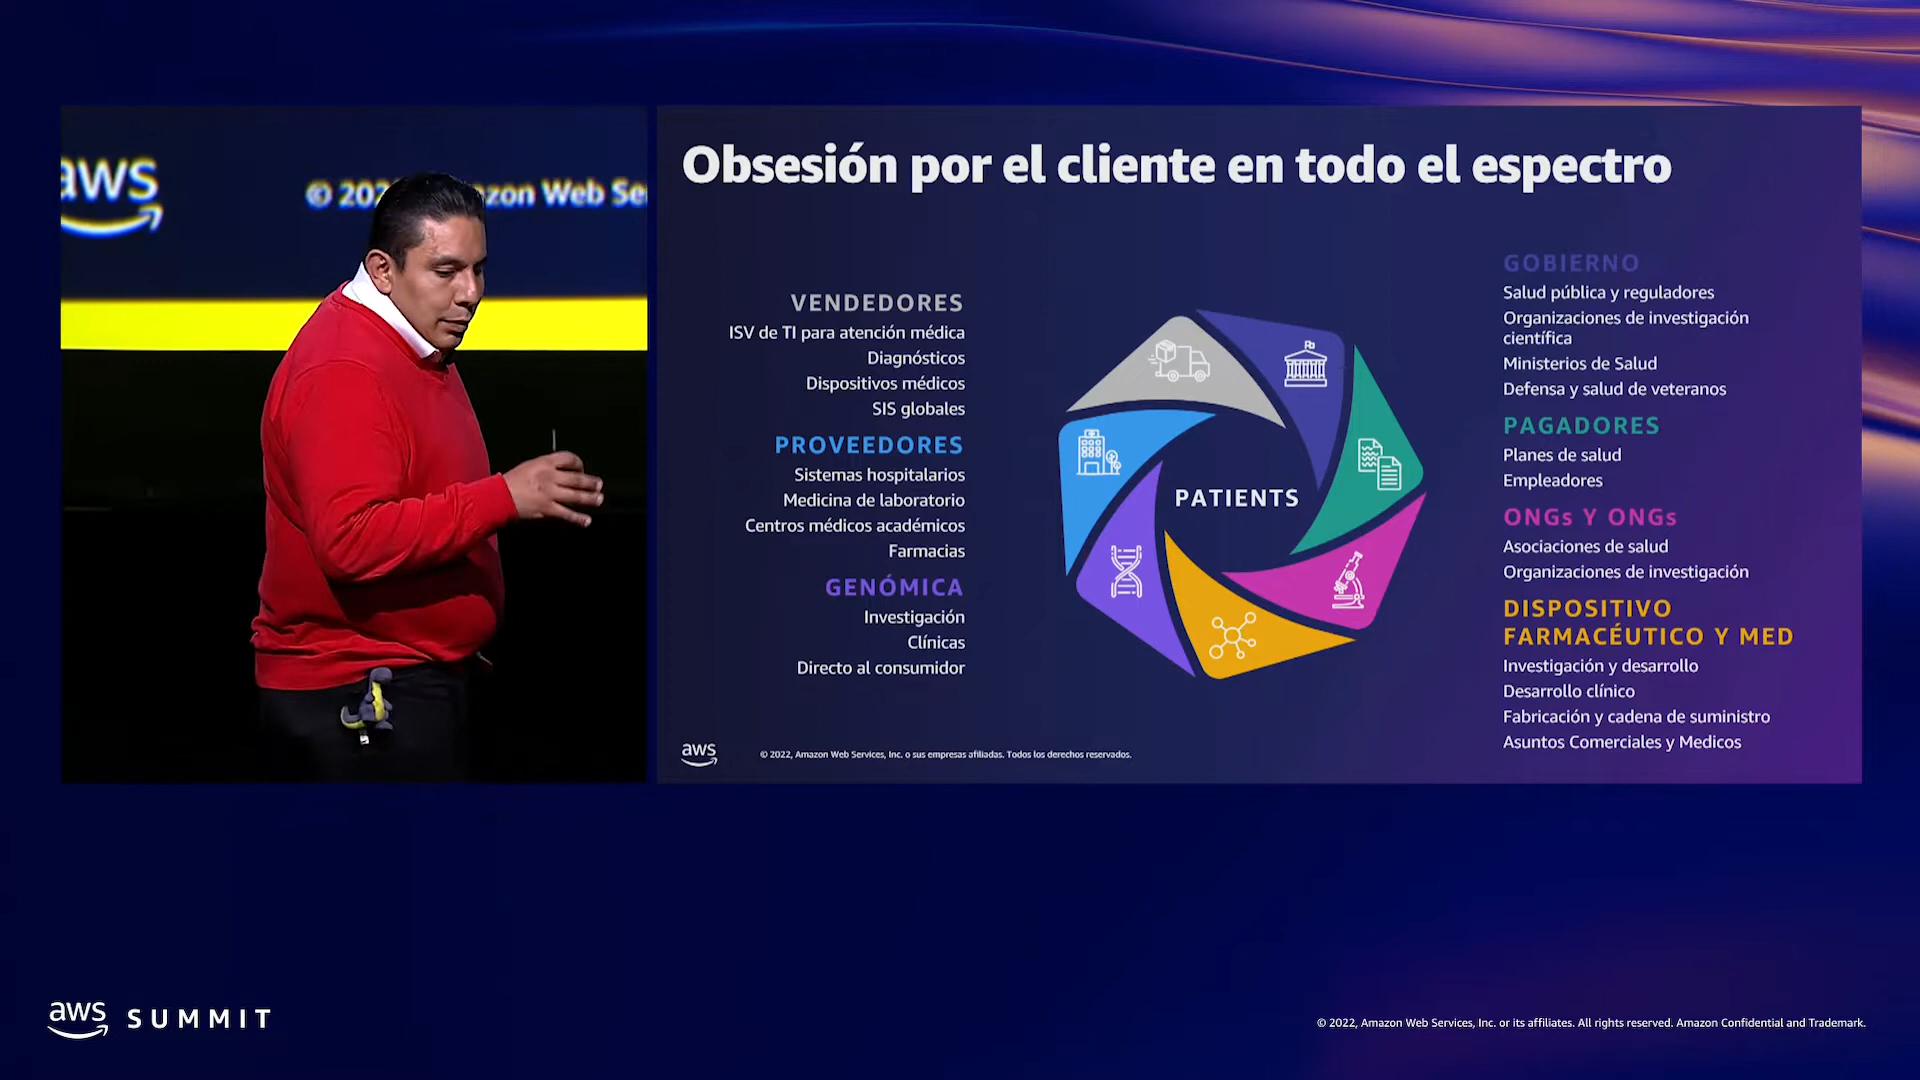 aws
© 202 zon Web Se
Obsesión por el cliente en todo el espectro
VENDEDORES
ISV de TI para atención médica
Diagnósticos
Dispositivos médicos
SIS globales
PROVEEDORES
Sistemas hospitalarios
Medicina de laboratorio
Centros médicos académicos
Farmacias
GENÓMICA
Investigación
Clínicas
Directo al consumidor
PATIENTS
GOBIERNO
Salud pública y reguladores
Organizaciones de investigación
científica
Ministerios de Salud
Defensa y salud de veteranos
PAGADORES
Planes de salud
Empleadores
ONGs Y ONGs
Asociaciones de salud
Organizaciones de investigación
DISPOSITIVO
FARMACÉUTICO Y MED
Investigación y desarrollo
Desarrollo clínico
Fabricación y cadena de suministro
Asuntos Comerciales y Medicos
aws
© 2022, Amazon Web Services, Inc. o sus empresas afiliadas. Todos los derechos reservados.
aws SUMMIT
© 2022, Amazon Web Services, Inc. or its affiliates. All rights reserved. Amazon Confidential and Trademark.